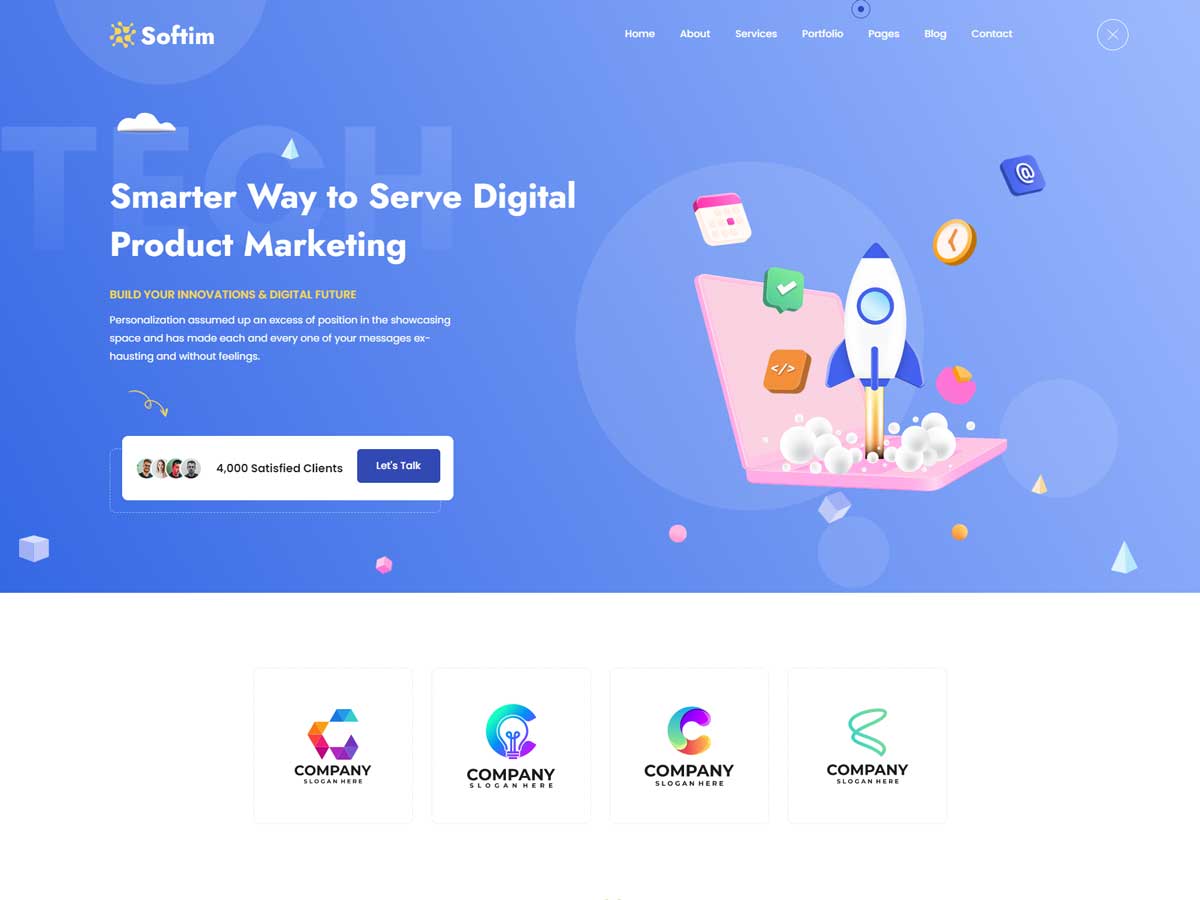 Softim
Home About Services Portfolio Pages Blog Contact
TECH
Smarter Way to Serve Digital
Product Marketing
BUILD YOUR INNOVATIONS & DIGITAL FUTURE
Personalization assumed up an excess of position in the showcasing
space and has made each and every one of your messages ex-
hausting and without feelings.
@
</>
4,000 Satisfied Clients
Let's Talk
COMPANY
SLOGAN HERE
COMPANY
SLOGAN HERE
COMPANY
SLOGAN HERE
COMPANY
SLOGAN HERE